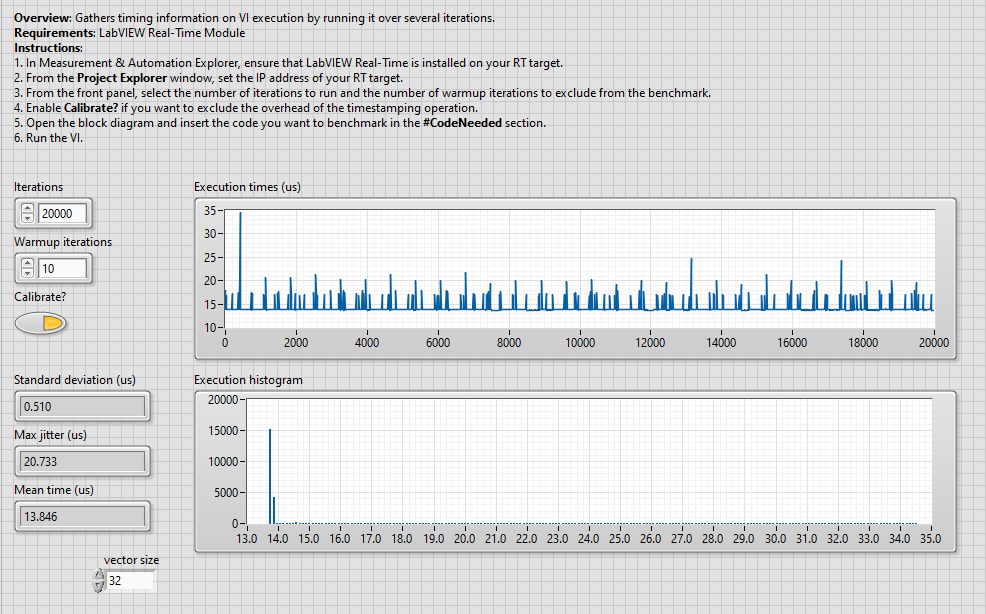 Overview: Gathers timing information on VI execution by running it over several iterations.
Requirements: LabVIEW Real-Time Module
Instructions:
1. In Measurement & Automation Explorer, ensure that LabVIEW Real-Time is installed on your RT target.
2. From the Project Explorer window, set the IP address of your RT target.
3. From the front panel, select the number of iterations to run and the number of warmup iterations to exclude from the benchmark.
4. Enable Calibrate? if you want to exclude the overhead of the timestamping operation.
5. Open the block diagram and insert the code you want to benchmark in the #CodeNeeded section.
6. Run the VI.
Iterations
20000
Warmup iterations
10
Calibrate?
Execution times (us)
35
30
25
20
15
10
0 2000 4000 6000 8000 10000 12000 14000 16000 18000 20000
Standard deviation (us)
0.510
Max jitter (us)
20.733
Mean time (us)
13.846
Execution histogram
20000
15000
10000
5000
0
13.0 14.0 15.0 16.0 17.0 18.0 19.0 20.0 21.0 22.0 23.0 24.0 25.0 26.0 27.0 28.0 29.0 30.0 31.0 32.0 33.0 34.0 35.0
vector size
32